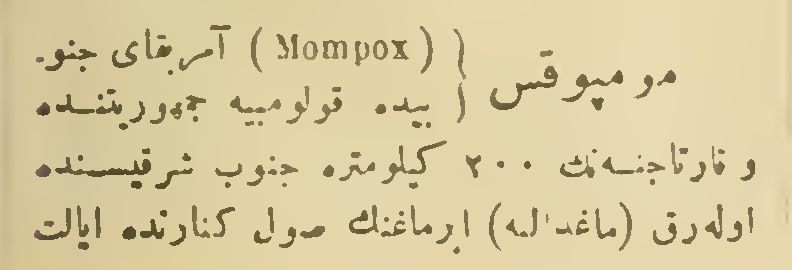 مومپوقس { (Mompox) آمریقای جنو-
بیده قولومبیه جمهوریتنده
و قارتاجنه‌نك ۲۰۰ کیلومتره جنوب شرقیسنده
اوله‌رق (ماغدالنه) ایرماغنك صول کنارنده ایالت